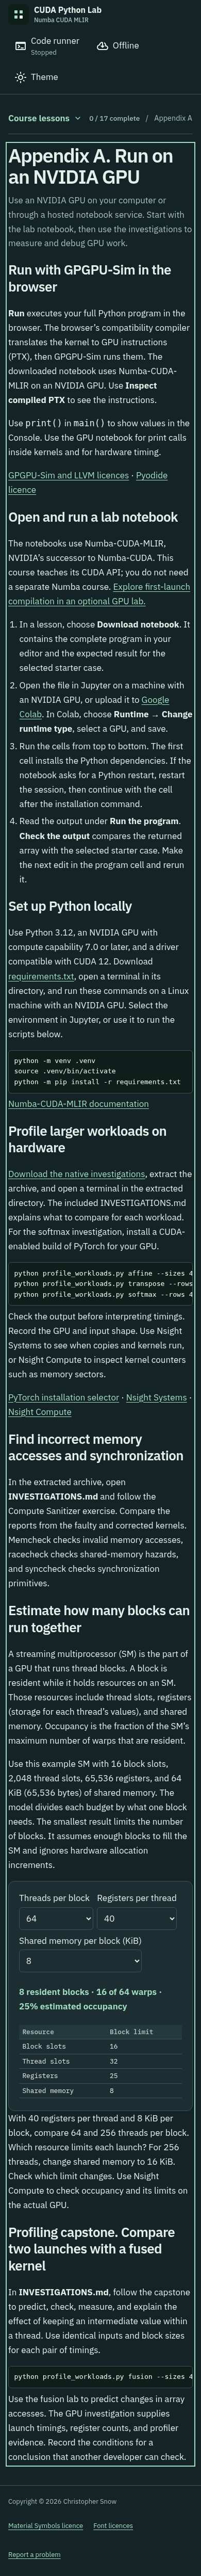 CUDA Python Lab
Numba CUDA MLIR
Code runner
Stopped
Offline
Theme
Course lessons
0 / 17 complete / Appendix A
Appendix A. Run on
an NVIDIA GPU
Use an NVIDIA GPU on your computer or
through a hosted notebook service. Start with
the lab notebook, then use the investigations to
measure and debug GPU work.
Run with GPGPU-Sim in the
browser
Run executes your full Python program in the
browser. The browser's compatibility compiler
translates the kernel to GPU instructions
(PTX), then GPGPU-Sim runs them. The
downloaded notebook uses Numba-CUDA-
MLIR on an NVIDIA GPU. Use Inspect
compiled PTX to see the instructions.
Use print() in main() to show values in the
Console. Use the GPU notebook for print calls
inside kernels and for hardware timing.
GPGPU-Sim and LLVM licences · Pyodide
licence
Open and run a lab notebook
The notebooks use Numba-CUDA-MLIR,
NVIDIA's successor to Numba-CUDA. This
course teaches its CUDA API; you do not need
a separate Numba course. Explore first-launch
compilation in an optional GPU lab.
1. In a lesson, choose Download notebook. It
contains the complete program in your
editor and the expected result for the
selected starter case.
2. Open the file in Jupyter on a machine with
an NVIDIA GPU, or upload it to Google
Colab. In Colab, choose Runtime → Change
runtime type, select a GPU, and save.
3. Run the cells from top to bottom. The first
cell installs the Python dependencies. If the
notebook asks for a Python restart, restart
the session, then continue with the cell
after the installation command.
4. Read the output under Run the program.
Check the output compares the returned
array with the selected starter case. Make
the next edit in the program cell and rerun
it.
Set up Python locally
Use Python 3.12, an NVIDIA GPU with
compute capability 7.0 or later, and a driver
compatible with CUDA 12. Download
requirements.txt, open a terminal in its
directory, and run these commands on a Linux
machine with an NVIDIA GPU. Select the
environment in Jupyter, or use it to run the
scripts below.
python -m venv .venv
source .venv/bin/activate
python -m pip install -r requirements.txt
Numba-CUDA-MLIR documentation
Profile larger workloads on
hardware
Download the native investigations, extract the
archive, and open a terminal in the extracted
directory. The included INVESTIGATIONS.md
explains what to compare for each workload.
For the softmax investigation, install a CUDA-
enabled build of PyTorch for your GPU.
python profile_workloads.py affine --sizes 4
python profile_workloads.py transpose --rows
python profile_workloads.py softmax --rows 4
Check the output before interpreting timings.
Record the GPU and input shape. Use Nsight
Systems to see when copies and kernels run,
or Nsight Compute to inspect kernel counters
such as memory sectors.
PyTorch installation selector · Nsight Systems ·
Nsight Compute
Find incorrect memory
accesses and synchronization
In the extracted archive, open
INVESTIGATIONS.md and follow the
Compute Sanitizer exercise. Compare the
reports from the faulty and corrected kernels.
Memcheck checks invalid memory accesses,
racecheck checks shared-memory hazards,
and synccheck checks synchronization
primitives.
Estimate how many blocks can
run together
A streaming multiprocessor (SM) is the part of
a GPU that runs thread blocks. A block is
resident while it holds resources on an SM.
Those resources include thread slots, registers
(storage for each thread's values), and shared
memory. Occupancy is the fraction of the SM's
maximum number of warps that are resident.
Use this example SM with 16 block slots,
2,048 thread slots, 65,536 registers, and 64
KiB (65,536 bytes) of shared memory. The
model divides each budget by what one block
needs. The smallest result limits the number
of blocks. It assumes enough blocks to fill the
SM and ignores hardware allocation
increments.
Threads per block Registers per thread
64 40
Shared memory per block (KiB)
8
8 resident blocks · 16 of 64 warps ·
25% estimated occupancy
Resource Block limit
Block slots 16
Thread slots 32
Registers 25
Shared memory 8
With 40 registers per thread and 8 KiB per
block, compare 64 and 256 threads per block.
Which resource limits each launch? For 256
threads, change shared memory to 16 KiB.
Check which limit changes. Use Nsight
Compute to check occupancy and its limits on
the actual GPU.
Profiling capstone. Compare
two launches with a fused
kernel
In INVESTIGATIONS.md, follow the capstone
to predict, check, measure, and explain the
effect of keeping an intermediate value within
a thread. Use identical inputs and block sizes
for each pair of timings.
python profile_workloads.py fusion --sizes 4
Use the fusion lab to predict changes in array
accesses. The GPU investigation supplies
launch timings, register counts, and profiler
evidence. Record the conditions for a
conclusion that another developer can check.
Copyright © 2026 Christopher Snow
Material Symbols licence Font licences
Report a problem